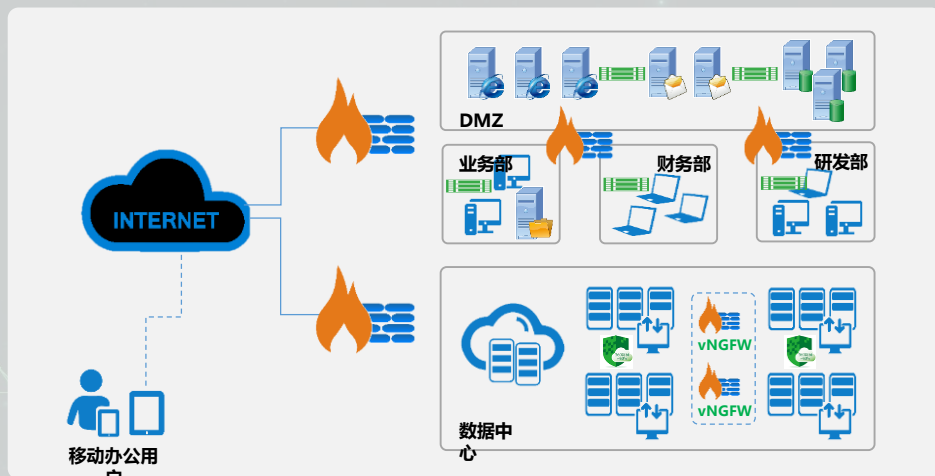 DMZ
业务部
财务部
研发部
INTERNET
vNGFW
vNGFW
数据中
心
移动办公用
户